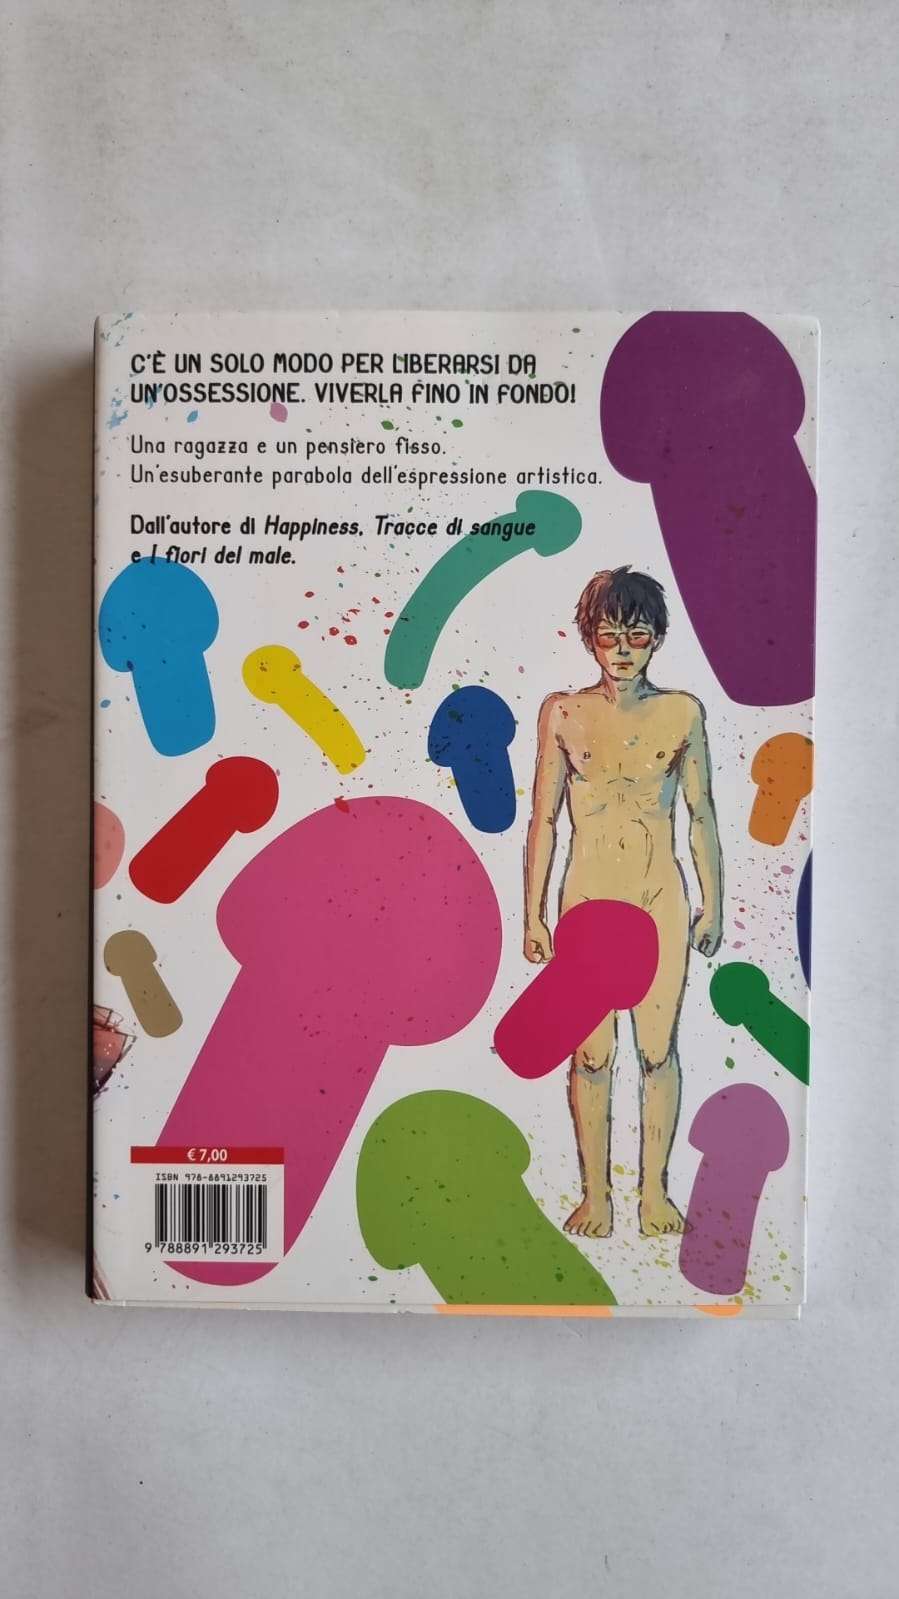 C'È UN SOLO MODO PER LIBERARSI DA
UN'OSSESSIONE. VIVERLA FINO IN FONDO!
Una ragazza e un pensiero fisso.
Un'esuberante parabola dell'espressione artistica.
Dall'autore di Happiness, Tracce di sangue
e I fiori del male.
€ 7,00
ISBN 978-8891293725
9 788891 293725